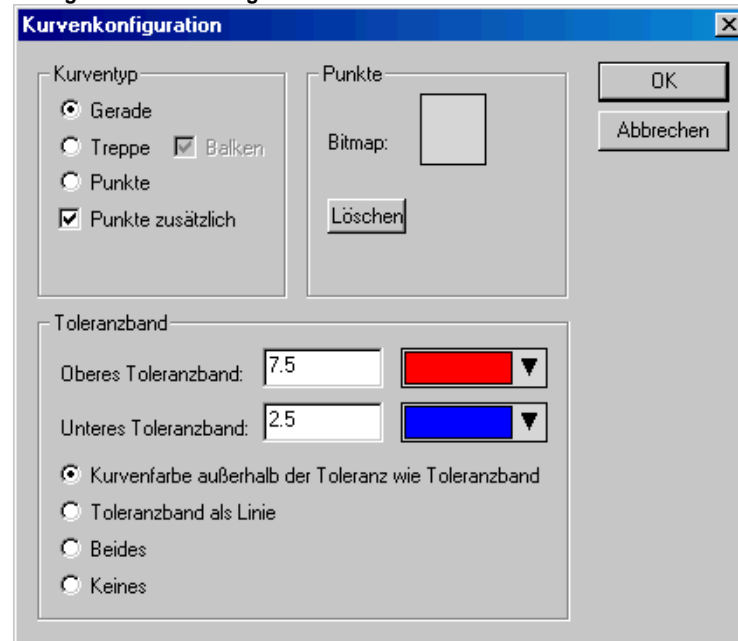 Kurvenkonfiguration
Kurventyp
Gerade
Treppe Balken
Punkte
Punkte zusätzlich
Punkte
Bitmap:
Löschen
OK
Abbrechen
Toleranzband
Oberes Toleranzband: 7.5
Unteres Toleranzband: 2.5
Kurvenfarbe außerhalb der Toleranz wie Toleranzband
Toleranzband als Linie
Beides
Keines